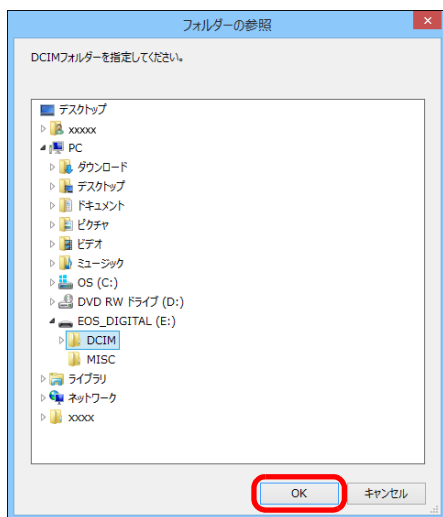 フォルダーの参照
DCIMフォルダーを指定してください。
デスクトップ
xxxxx
PC
ダウンロード
デスクトップ
ドキュメント
ピクチャ
ビデオ
ミュージック
OS (C:)
DVD RW ドライブ (D:)
EOS_DIGITAL (E:)
DCIM
MISC
ライブラリ
ネットワーク
xxxx
OK キャンセル